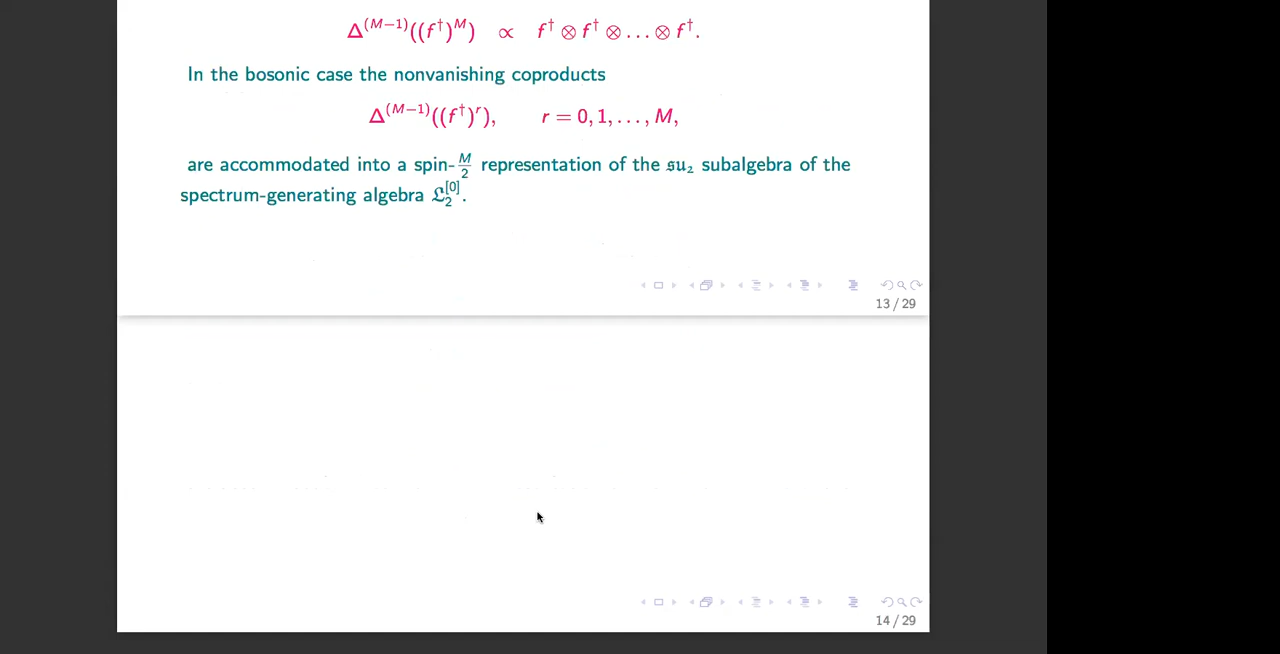 Δ^{(M−1)}((f^†)^M) ∝ f^† ⊗ f^† ⊗ … ⊗ f^†.
In the bosonic case the nonvanishing coproducts
Δ^{(M−1)}((f^†)^r), r = 0, 1, …, M,
are accommodated into a spin-M/2 representation of the 𝔰𝔲₂ subalgebra of the
spectrum-generating algebra 𝔏₂^{[0]}.
13 / 29
14 / 29